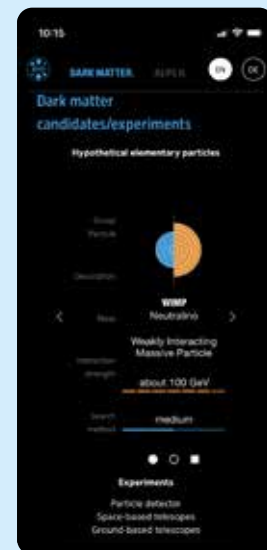 10:15
DARK MATTER
EN
DE
Dark matter
candidates/experiments
Hypothetical elementary particles
Group
Particle
Description
Mass
WIMP
Neutralino
Weakly Interacting
Massive Particle
Interaction
strength
about 100 GeV
Search
method
medium
Experiments
Particle detector
Space-based telescopes
Ground-based telescopes